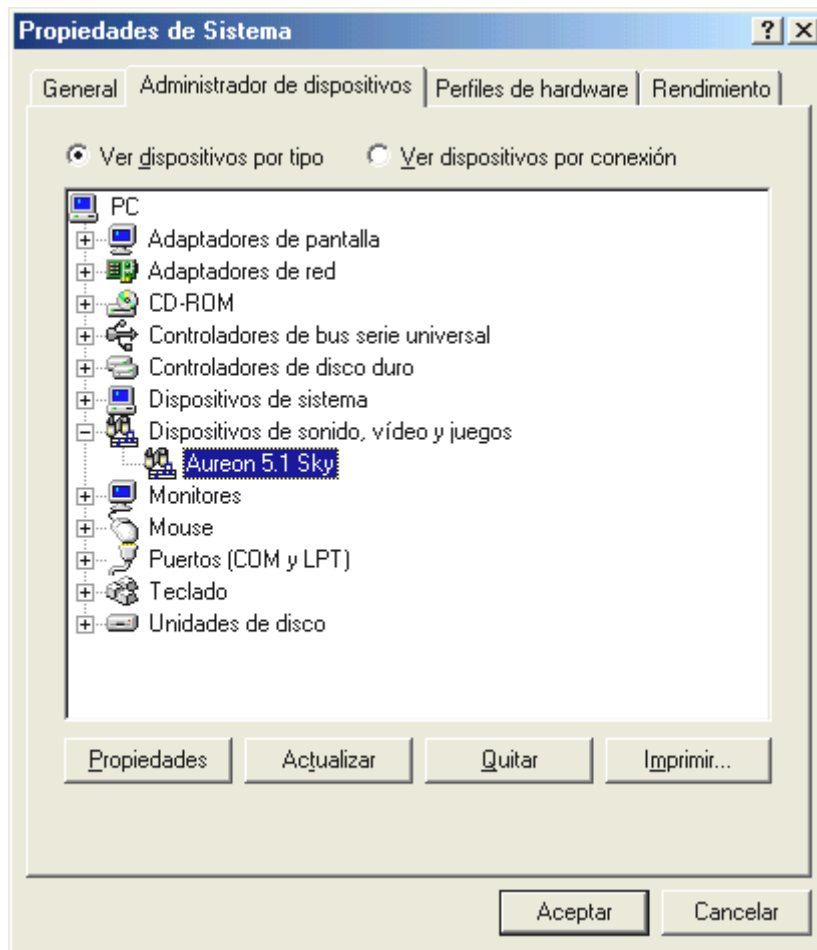 Propiedades de Sistema
General Administrador de dispositivos Perfiles de hardware Rendimiento
Ver dispositivos por tipo Ver dispositivos por conexión
PC
Adaptadores de pantalla
Adaptadores de red
CD-ROM
Controladores de bus serie universal
Controladores de disco duro
Dispositivos de sistema
Dispositivos de sonido, vídeo y juegos
Aureon 5.1 Sky
Monitores
Mouse
Puertos (COM y LPT)
Teclado
Unidades de disco
Propiedades Actualizar Quitar Imprimir...
Aceptar Cancelar